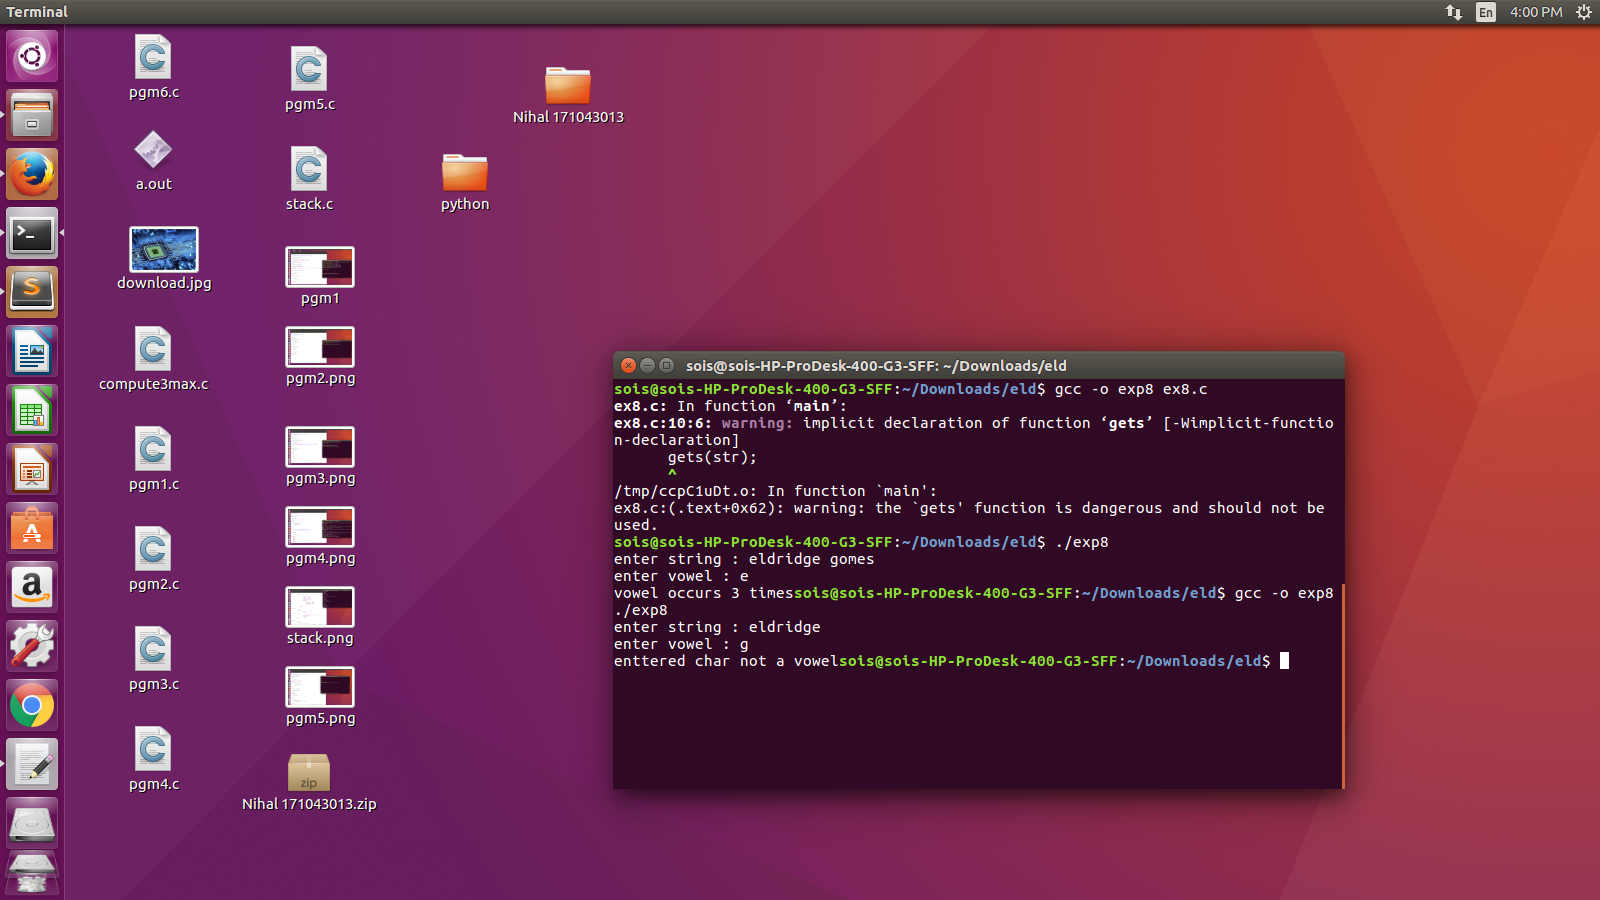 Terminal
En
4:00 PM
pgm6.c
pgm5.c
Nihal 171043013
a.out
stack.c
python
download.jpg
pgm1
compute3max.c
pgm2.png
pgm1.c
pgm3.png
pgm2.c
pgm4.png
stack.png
pgm3.c
pgm5.png
pgm4.c
zip
Nihal 171043013.zip
sois@sois-HP-ProDesk-400-G3-SFF: ~/Downloads/eld
sois@sois-HP-ProDesk-400-G3-SFF:~/Downloads/eld$ gcc -o exp8 ex8.c
ex8.c: In function ‘main’:
ex8.c:10:6: warning: implicit declaration of function ‘gets’ [-Wimplicit-functio
n-declaration]
gets(str);
^
/tmp/ccpC1uDt.o: In function `main':
ex8.c:(.text+0x62): warning: the `gets' function is dangerous and should not be
used.
sois@sois-HP-ProDesk-400-G3-SFF:~/Downloads/eld$ ./exp8
enter string : eldridge gomes
enter vowel : e
vowel occurs 3 timessois@sois-HP-ProDesk-400-G3-SFF:~/Downloads/eld$ gcc -o exp8
./exp8
enter string : eldridge
enter vowel : g
enttered char not a vowelsois@sois-HP-ProDesk-400-G3-SFF:~/Downloads/eld$